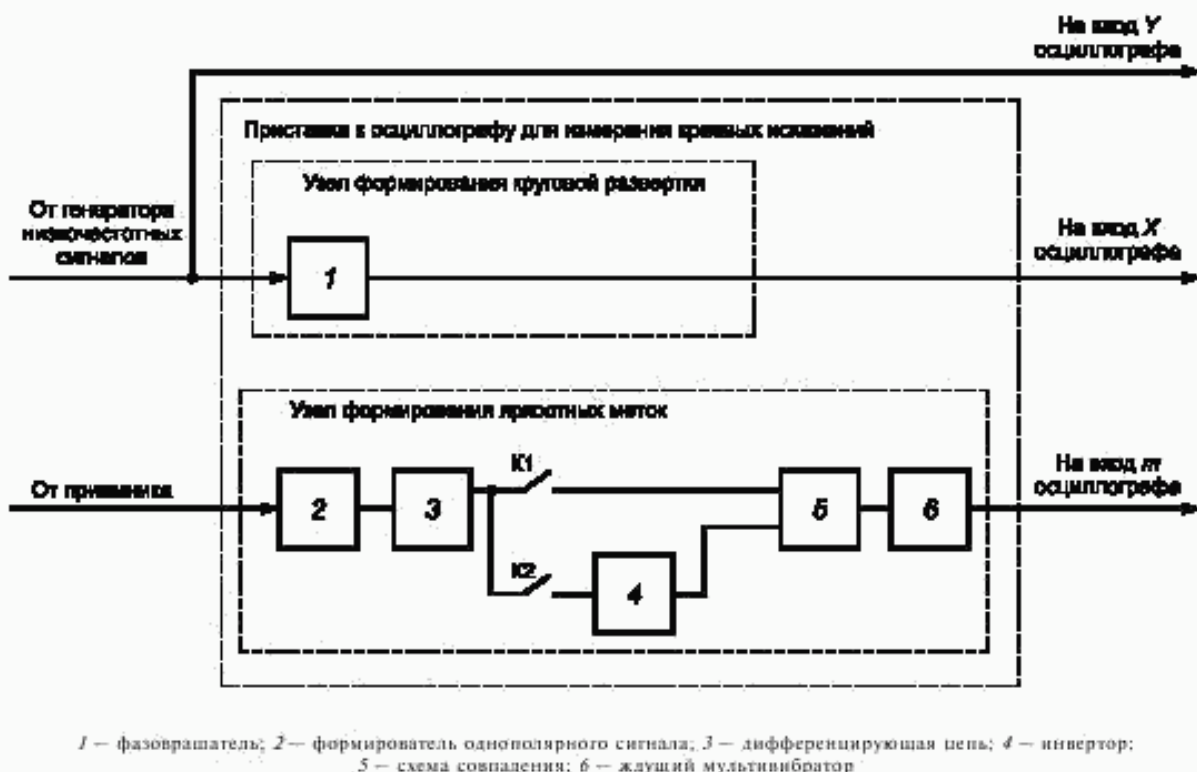 На вход Y
осциллографа
Приставка к осциллографу для измерения краевых искажений
Узел формирования круговой развертки
От генератора
низкочастотных
сигналов
На вход X
осциллографа
1
Узел формирования яркостных меток
К1
От приемника
На вход m
осциллографа
2
3
5
6
К2
4
1 — фазовращатель; 2 — формирователь однополярного сигнала; 3 — дифференцирующая цепь; 4 — инвертор;
5 — схема совпадения; 6 — ждущий мультивибратор